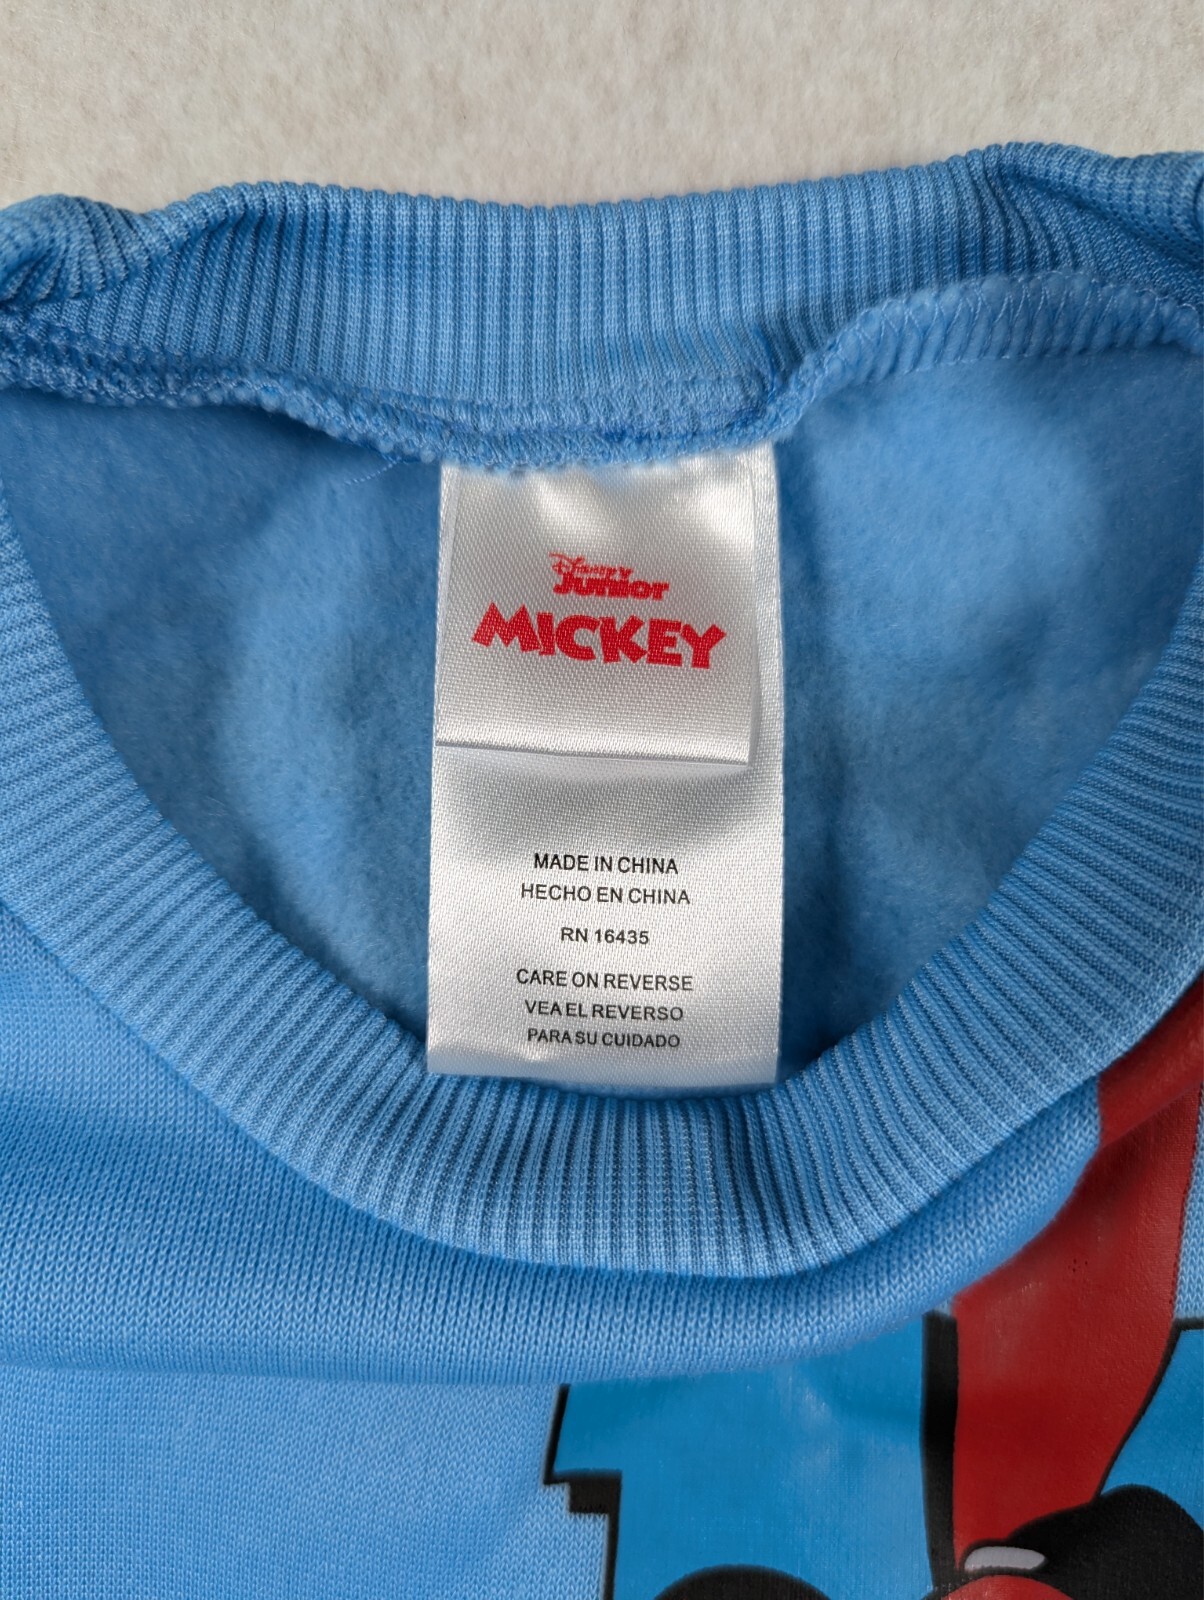 Disney
Junior
MICKEY
MADE IN CHINA
HECHO EN CHINA
RN 16435
CARE ON REVERSE
VEA EL REVERSO
PARA SU CUIDADO